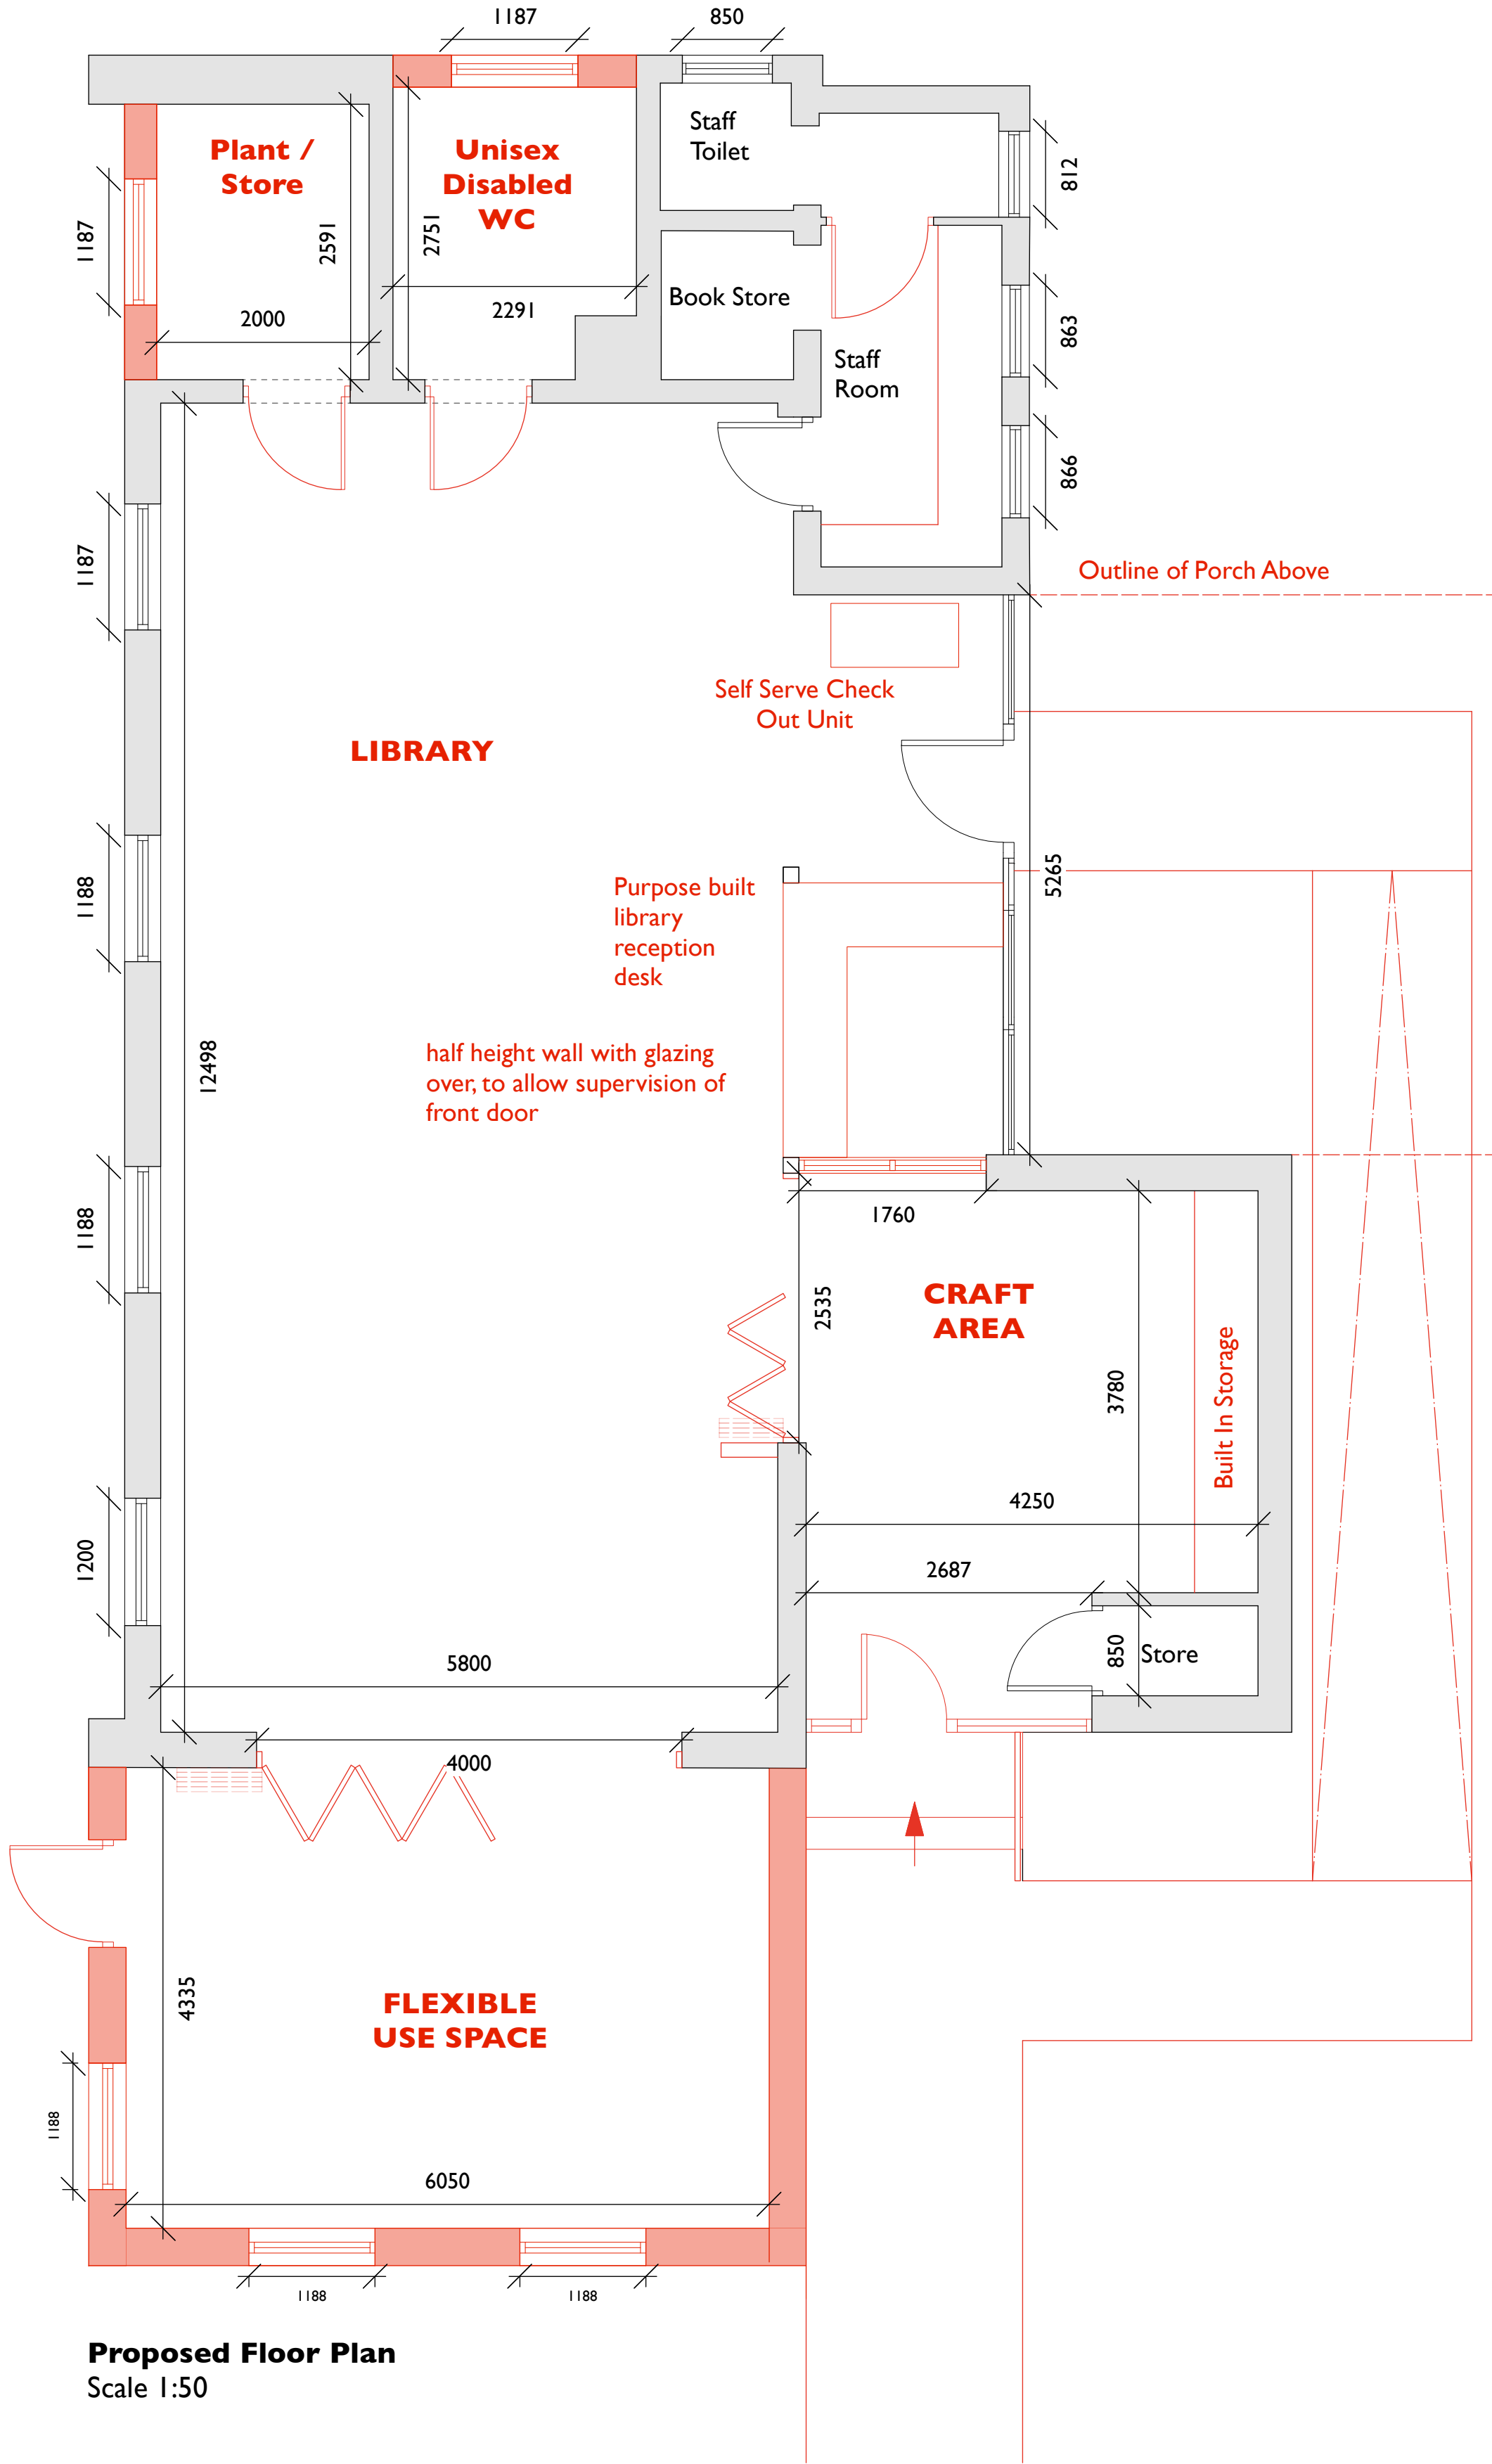 1187
850
Staff
Toilet
Plant /
Store
Unisex
Disabled
WC
812
1187
2591
2751
Book Store
2000
2291
863
Staff
Room
866
1187
Outline of Porch Above
Self Serve Check
Out Unit
LIBRARY
5265
1188
Purpose built
library
reception
desk
12498
half height wall with glazing
over, to allow supervision of
front door
1188
1760
2535
CRAFT
AREA
3780
Built In Storage
4250
1200
2687
850
Store
5800
4000
4335
FLEXIBLE
USE SPACE
1188
6050
1188
1188
Proposed Floor Plan
Scale 1:50